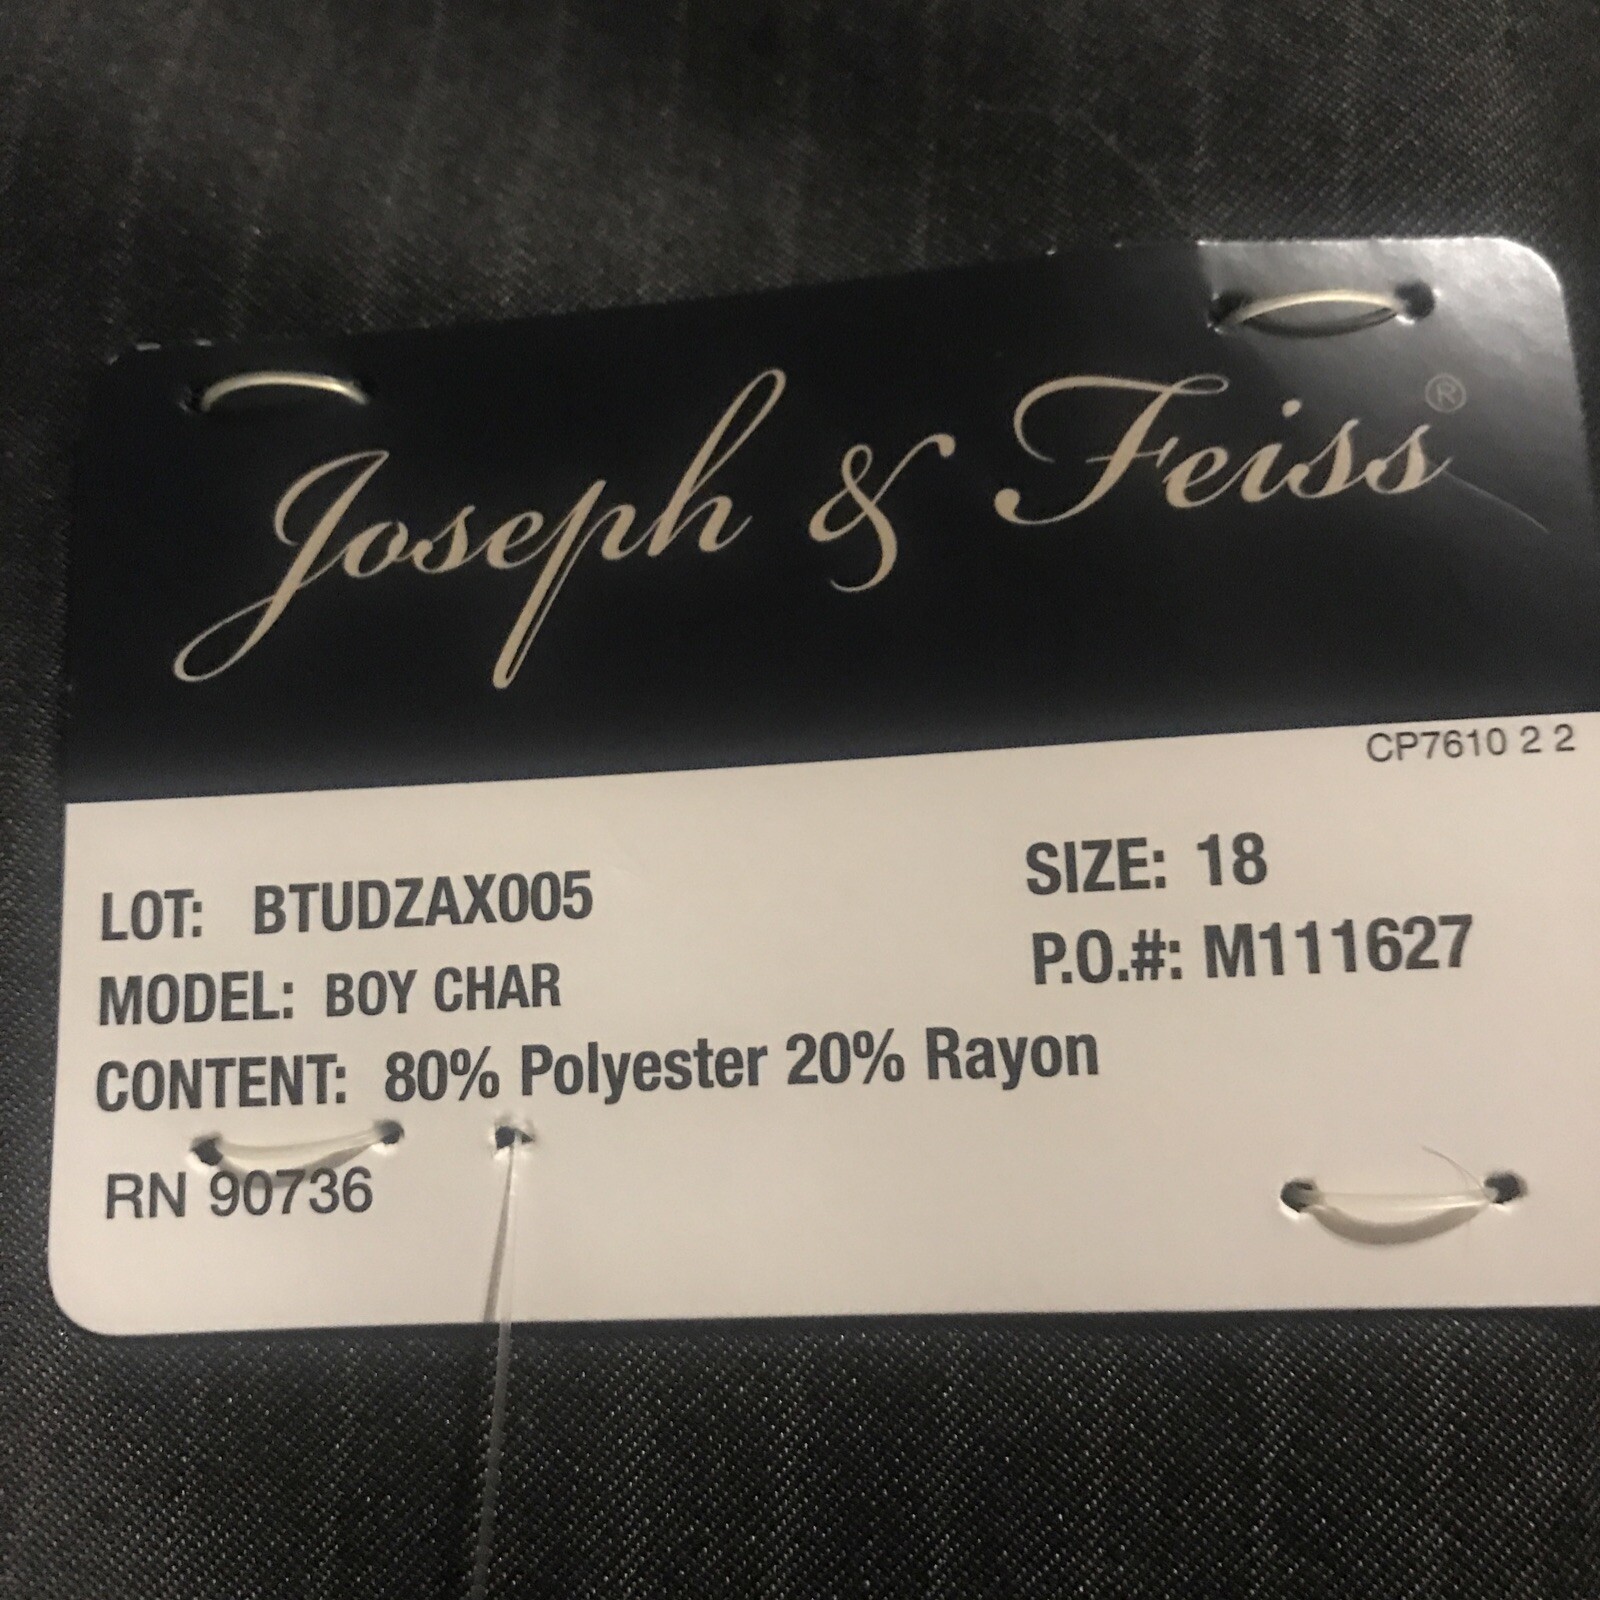 Joseph & Feiss®
CP7610 2 2
LOT: BTUDZAX005
SIZE: 18
MODEL: BOY CHAR
P.O.#: M111627
CONTENT: 80% Polyester 20% Rayon
RN 90736